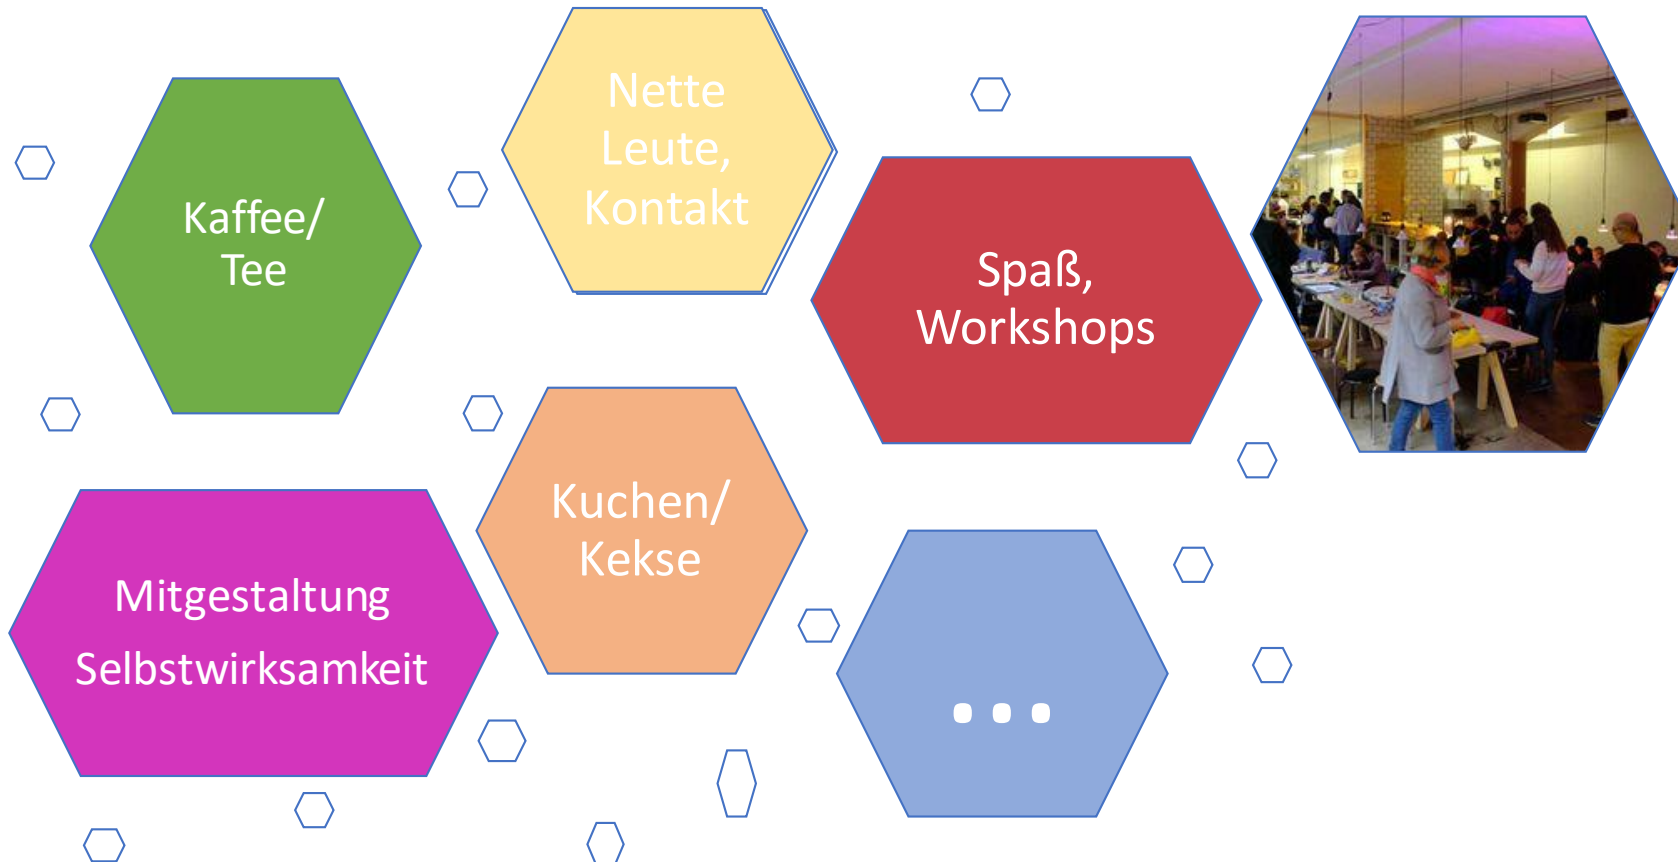 Kaffee/
Tee
Nette
Leute,
Kontakt
Spaß,
Workshops
Mitgestaltung
Selbstwirksamkeit
Kuchen/
Kekse
...